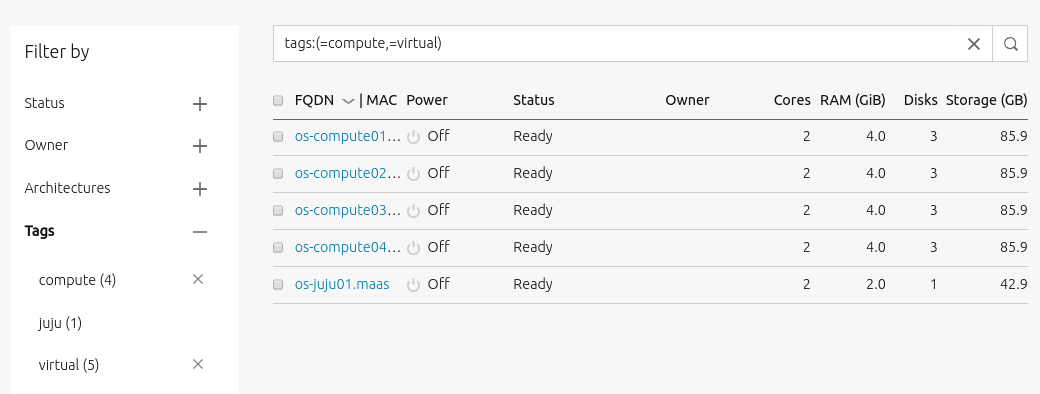 Filter by
Status
Owner
Architectures
Tags
compute (4)
juju (1)
virtual (5)
tags:(=compute,=virtual)
FQDN | MAC Power Status Owner Cores RAM (GiB) Disks Storage (GB)
os-compute01... Off Ready 2 4.0 3 85.9
os-compute02... Off Ready 2 4.0 3 85.9
os-compute03... Off Ready 2 4.0 3 85.9
os-compute04... Off Ready 2 4.0 3 85.9
os-juju01.maas Off Ready 2 2.0 1 42.9